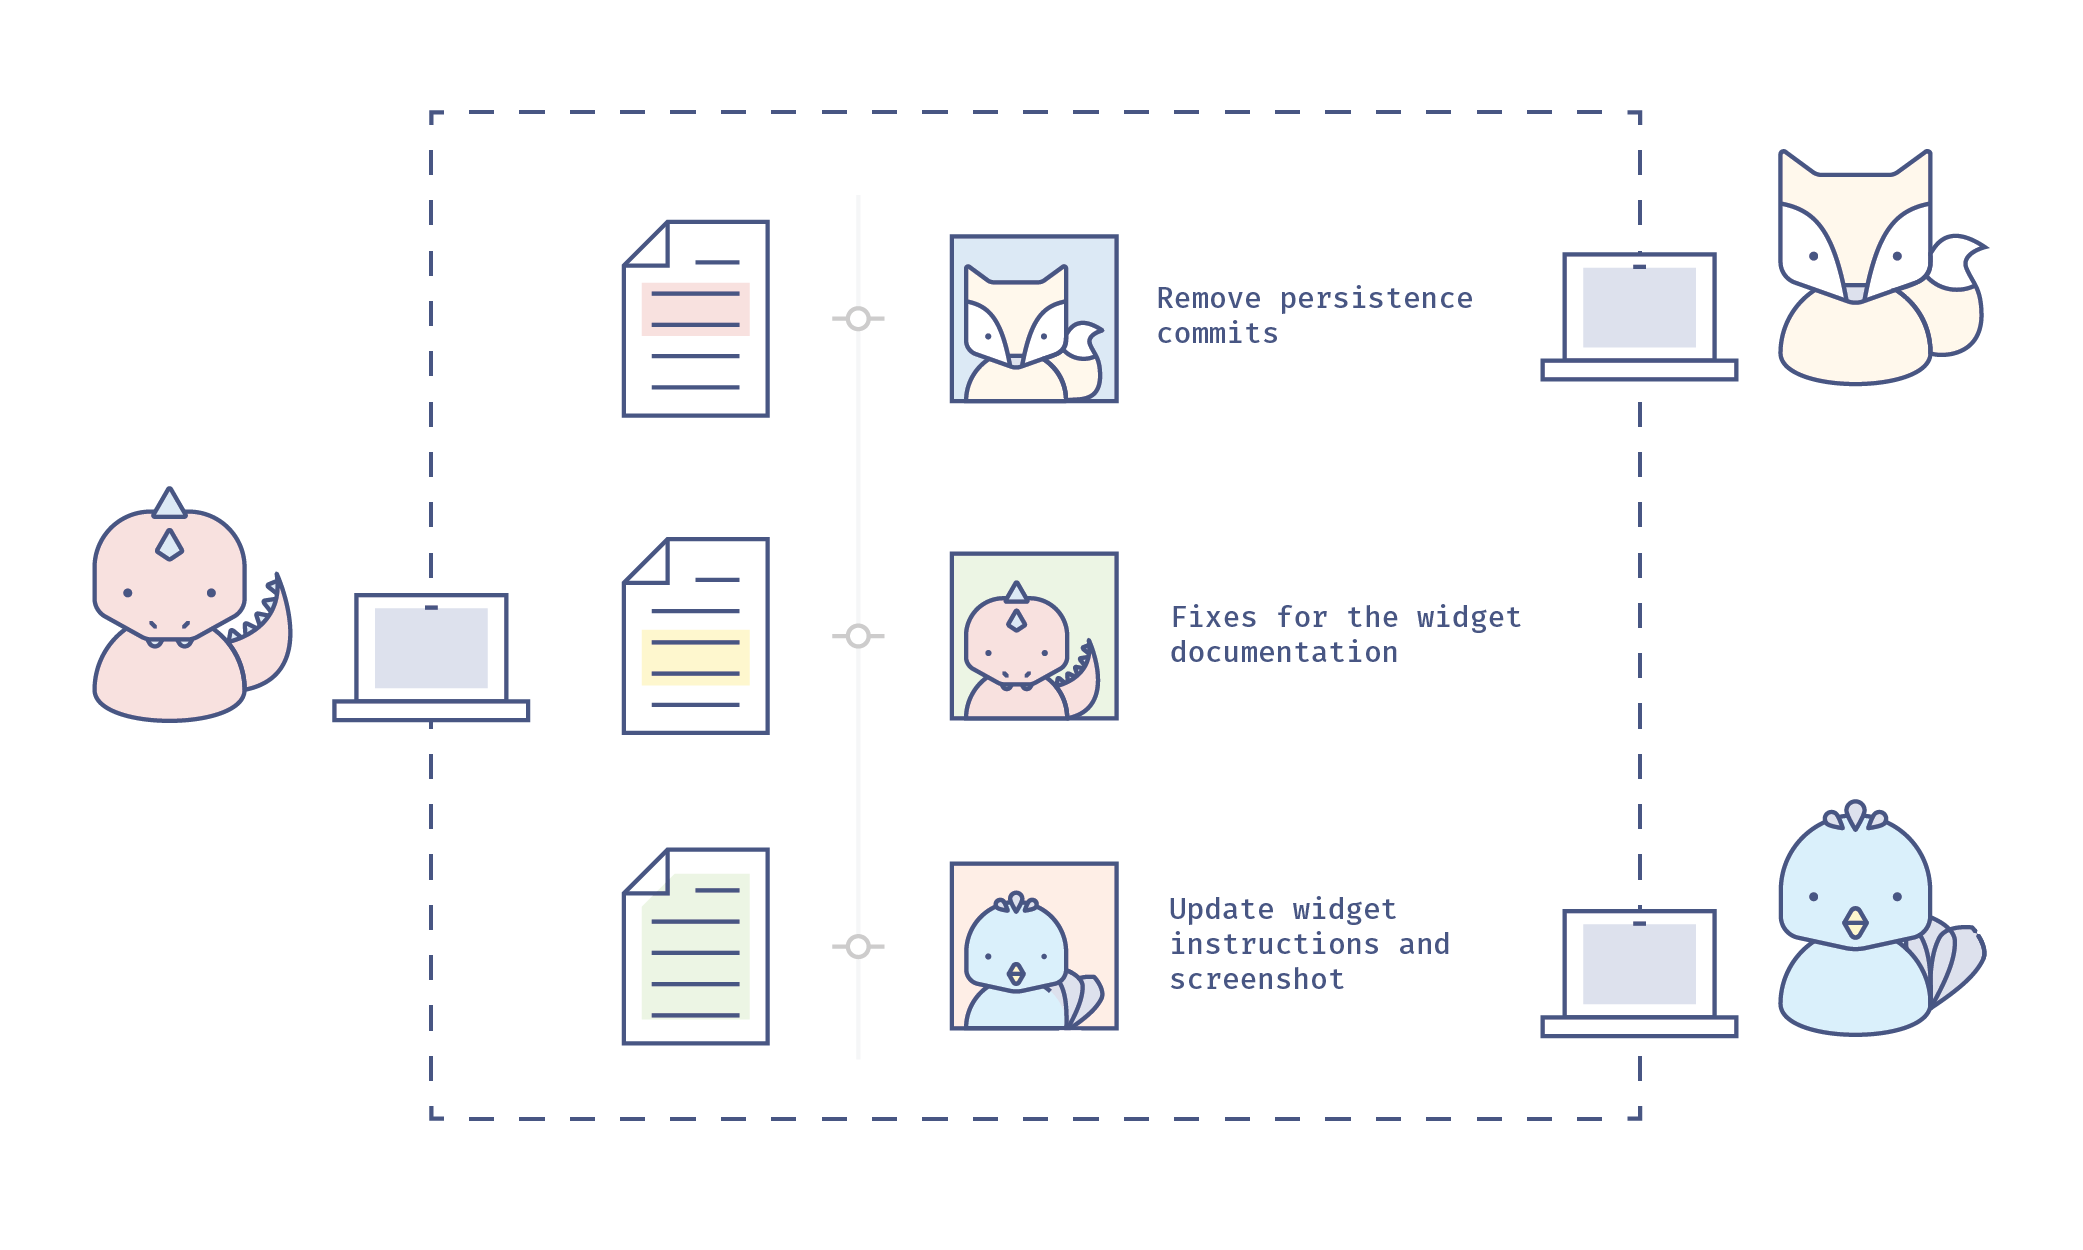 Remove persistence
commits
Fixes for the widget
documentation
Update widget
instructions and
screenshot